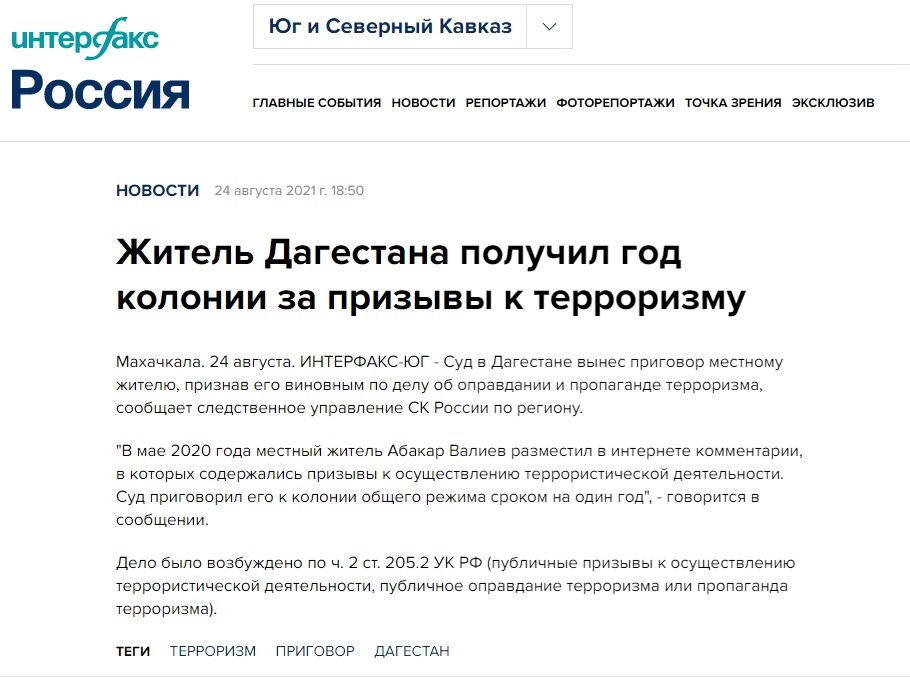 интерфакс
Россия
Юг и Северный Кавказ
ГЛАВНЫЕ СОБЫТИЯ НОВОСТИ РЕПОРТАЖИ ФОТОРЕПОРТАЖИ ТОЧКА ЗРЕНИЯ ЭКСКЛЮЗИВ
НОВОСТИ 24 августа 2021 г. 18:50
Житель Дагестана получил год
колонии за призывы к терроризму
Махачкала. 24 августа. ИНТЕРФАКС-ЮГ - Суд в Дагестане вынес приговор местному
жителю, признав его виновным по делу об оправдании и пропаганде терроризма,
сообщает следственное управление СК России по региону.
"В мае 2020 года местный житель Абакар Валиев разместил в интернете комментарии,
в которых содержались призывы к осуществлению террористической деятельности.
Суд приговорил его к колонии общего режима сроком на один год", - говорится в
сообщении.
Дело было возбуждено по ч. 2 ст. 205.2 УК РФ (публичные призывы к осуществлению
террористической деятельности, публичное оправдание терроризма или пропаганда
терроризма).
ТЕГИ ТЕРРОРИЗМ ПРИГОВОР ДАГЕСТАН